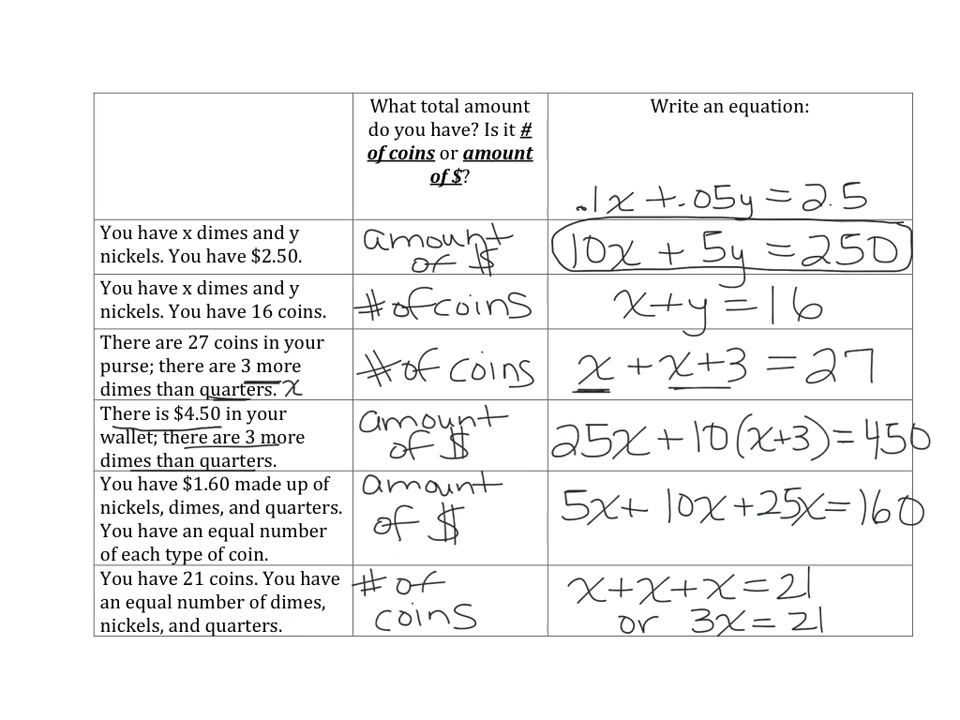 What total amount
do you have? Is it #
of coins or amount
of $?
Write an equation:
.1x + .05y = 2.5
You have x dimes and y
nickels. You have $2.50.
amount
of $
10x + 5y = 250
You have x dimes and y
nickels. You have 16 coins.
# of coins
x + y = 16
There are 27 coins in your
purse; there are 3 more
dimes than quarters. x
# of coins
x + x + 3 = 27
There is $4.50 in your
wallet; there are 3 more
dimes than quarters.
amount
of $
25x + 10(x+3) = 450
You have $1.60 made up of
nickels, dimes, and quarters.
You have an equal number
of each type of coin.
amount
of $
5x + 10x + 25x = 160
You have 21 coins. You have
an equal number of dimes,
nickels, and quarters.
# of
coins
x + x + x = 21
or 3x = 21